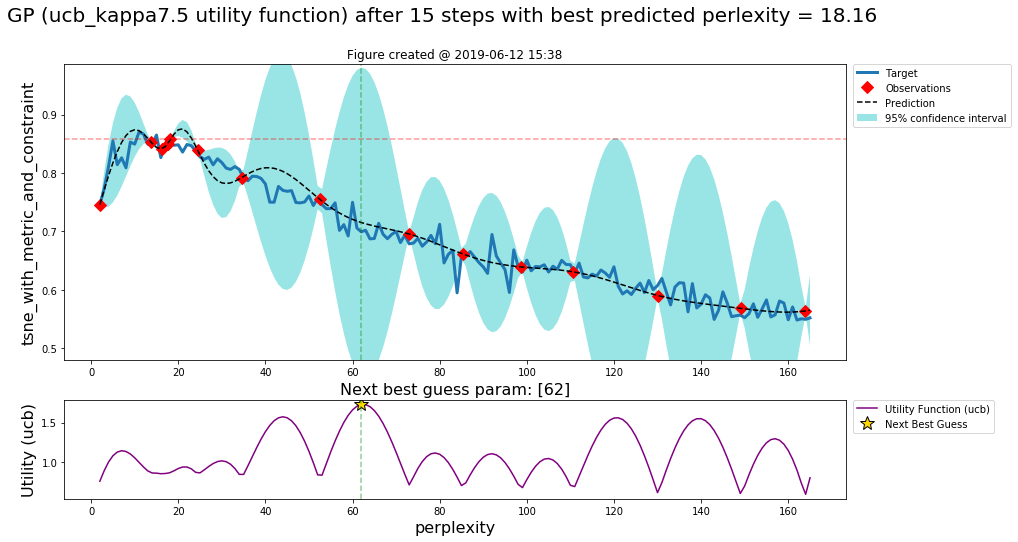 GP (ucb_kappa7.5 utility function) after 15 steps with best predicted perlexity = 18.16
Figure created @ 2019-06-12 15:38
tsne_with_metric_and_constraint
0.9
0.8
0.7
0.6
0.5
0 20 40 60 80 100 120 140 160
Target
Observations
Prediction
95% confidence interval
Next best guess param: [62]
Utility (ucb)
1.5
1.0
0 20 40 60 80 100 120 140 160
perplexity
Utility Function (ucb)
Next Best Guess